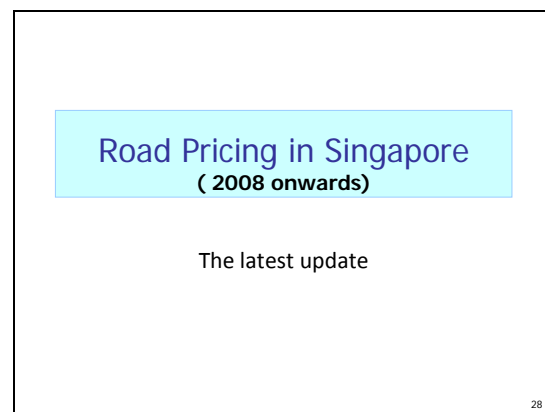 Road Pricing in Singapore
( 2008 onwards)
The latest update
28